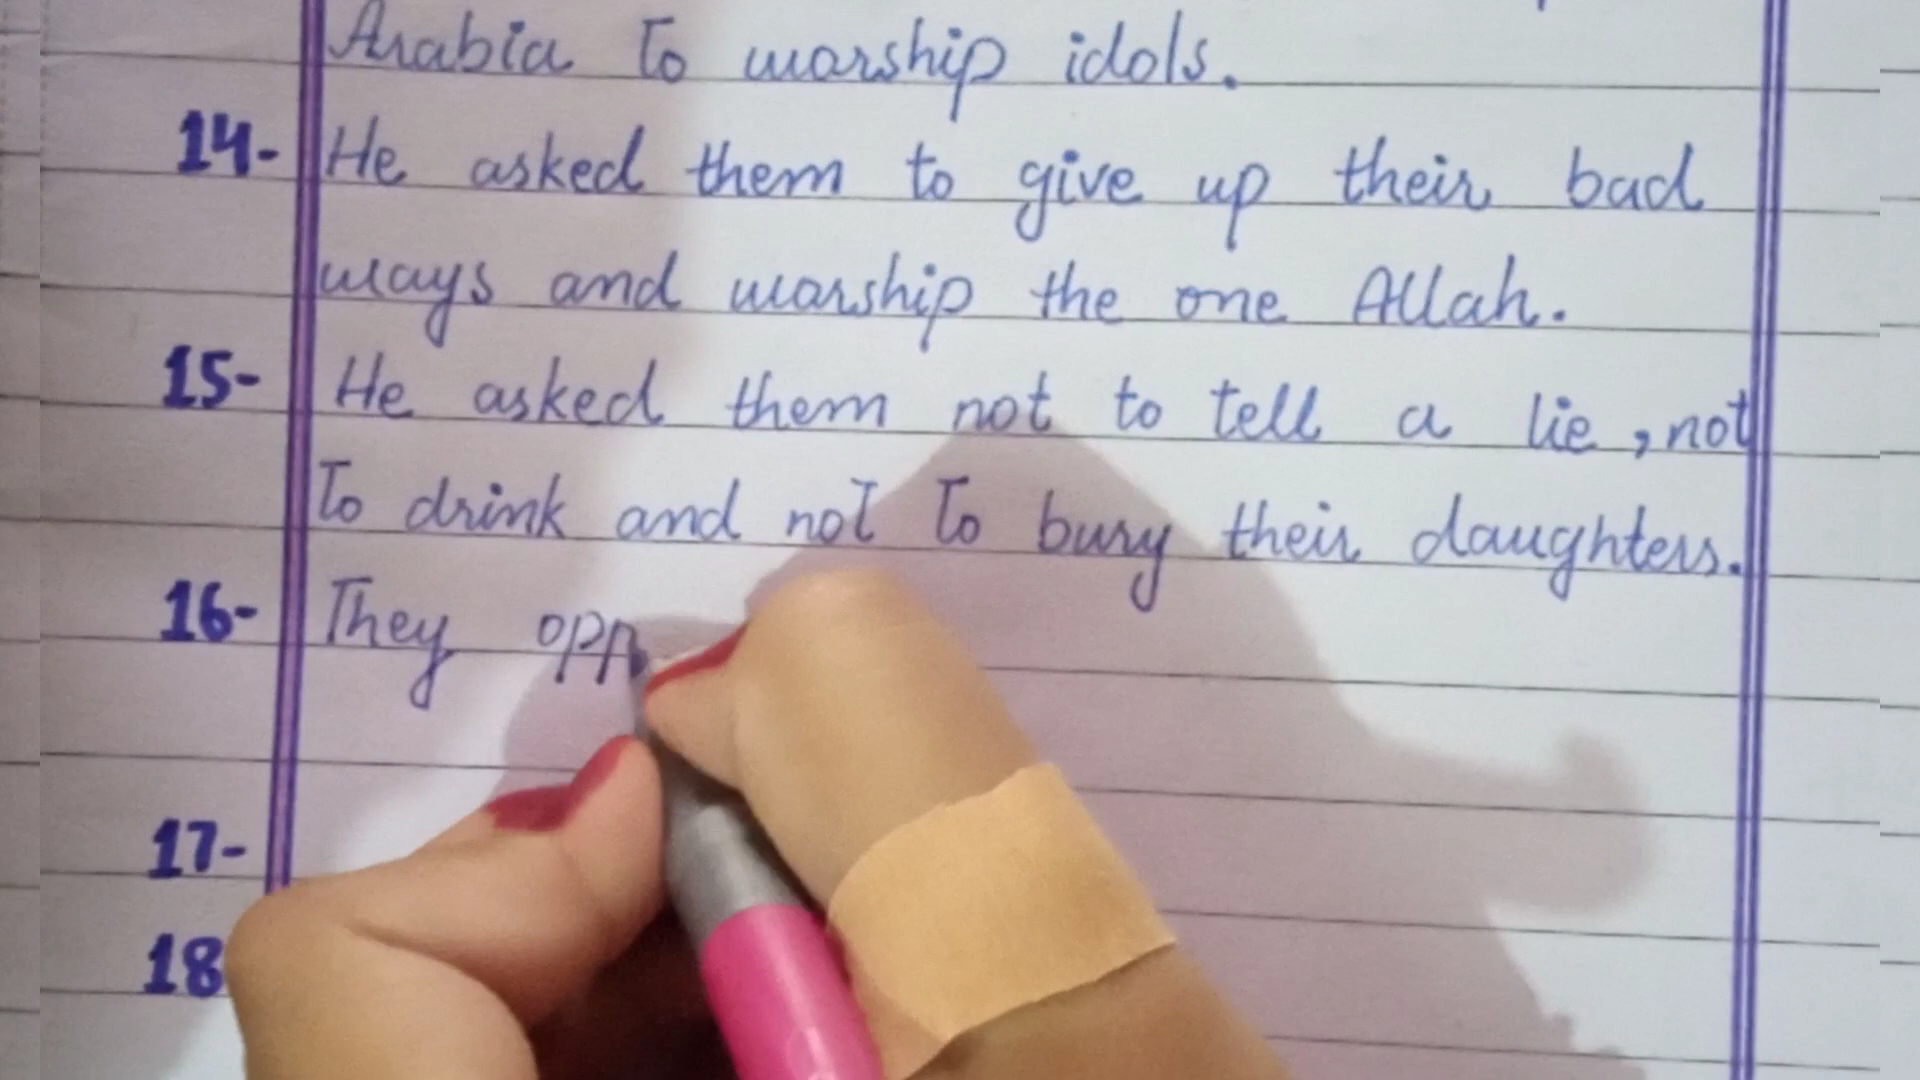 Arabia to worship idols.
14- He asked them to give up their bad
ways and worship the one Allah.
15- He asked them not to tell a lie, not
to drink and not to bury their daughters.
16- They opp
17-
18